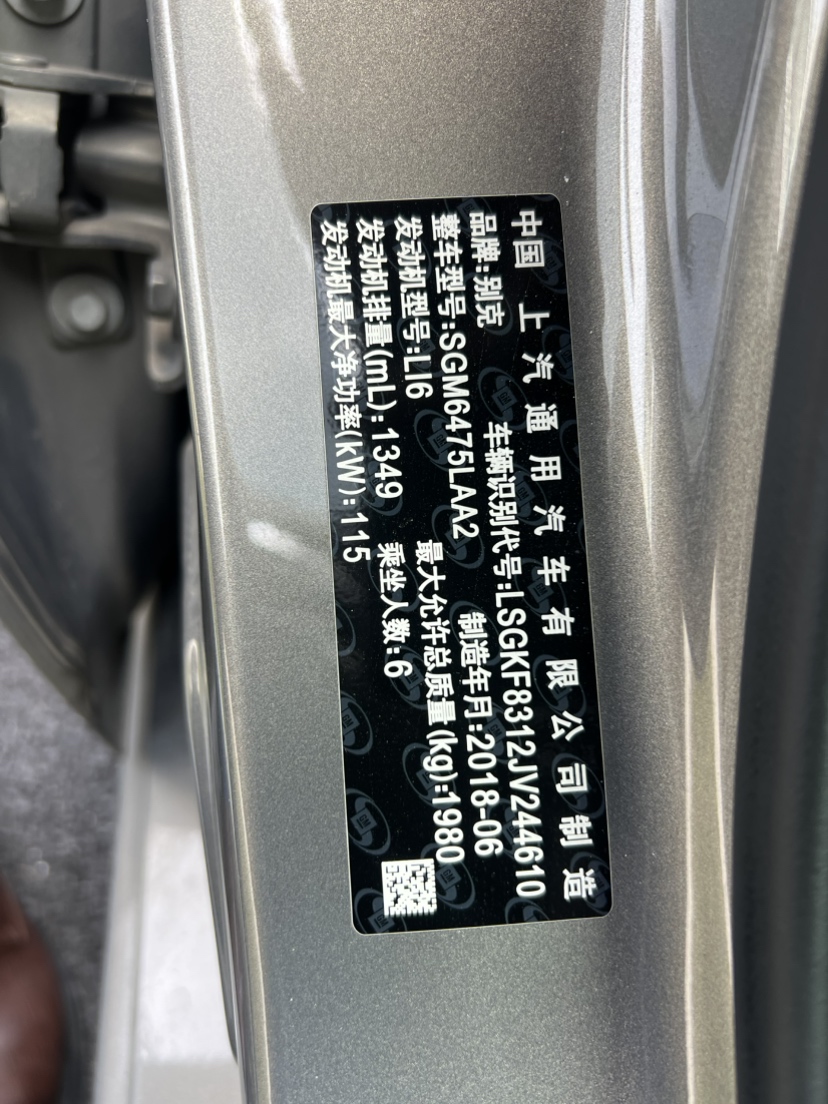 中国 上汽通用汽车有限公司制造
品牌:别克 车辆识别代号:LSGKF8312JV244610
整车型号:SGM6475LAA2 制造年月:2018-06
发动机型号:LI6 最大允许总质量(kg):1980
发动机排量(mL):1349 乘坐人数:6
发动机最大净功率(kW):115